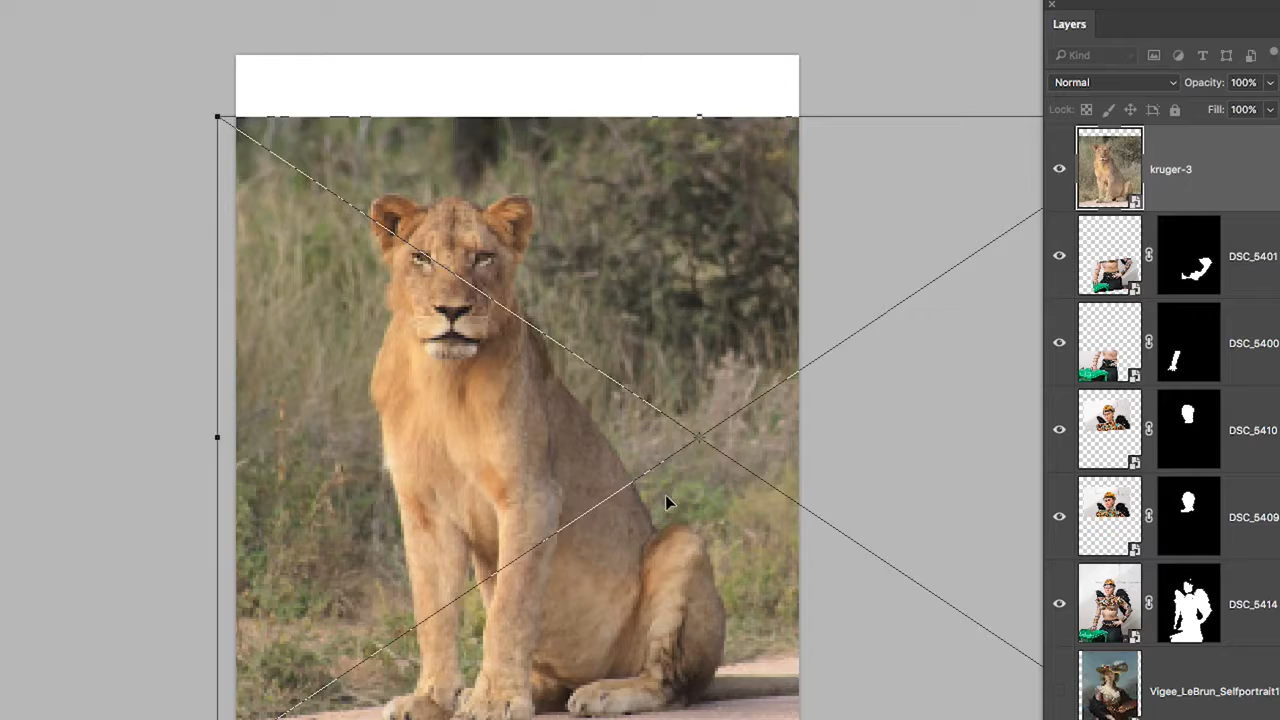 Layers
Kind
Normal
Opacity: 100%
Lock:
Fill: 100%
kruger-3
DSC_5401
DSC_5400
DSC_5410
DSC_5409
DSC_5414
Vigee_LeBrun_Selfportrait1